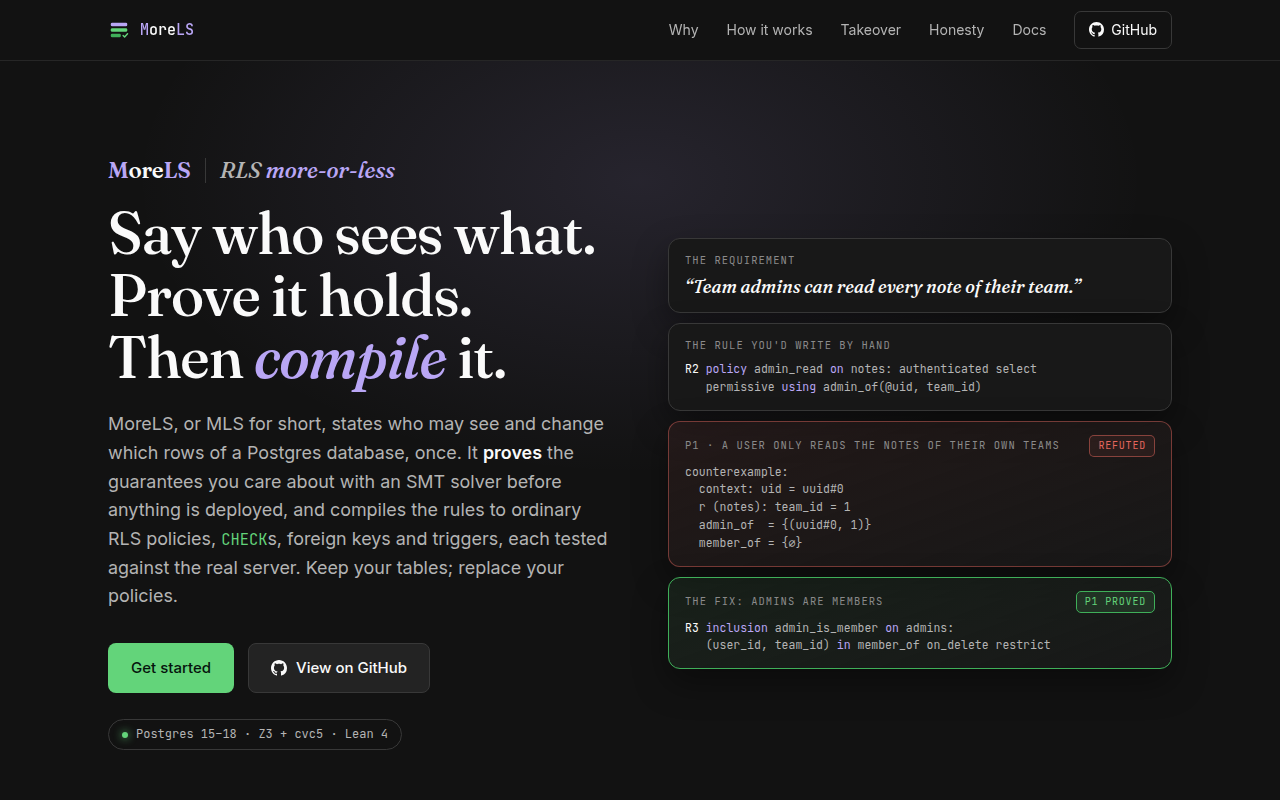 MoreLS
Why
How it works
Takeover
Honesty
Docs
GitHub
MoreLS
RLS more-or-less
Say who sees what.
Prove it holds.
Then compile it.
MoreLS, or MLS for short, states who may see and change
which rows of a Postgres database, once. It proves the
guarantees you care about with an SMT solver before
anything is deployed, and compiles the rules to ordinary
RLS policies, CHECKs, foreign keys and triggers, each tested
against the real server. Keep your tables; replace your
policies.
Get started
View on GitHub
Postgres 15–18 · Z3 + cvc5 · Lean 4
THE REQUIREMENT
“Team admins can read every note of their team.”
THE RULE YOU'D WRITE BY HAND
R2 policy admin_read on notes: authenticated select
permissive using admin_of(@uid, team_id)
P1 · A USER ONLY READS THE NOTES OF THEIR OWN TEAMS
REFUTED
counterexample:
context: uid = uuid#0
r (notes): team_id = 1
admin_of = {(uuid#0, 1)}
member_of = {∅}
THE FIX: ADMINS ARE MEMBERS
P1 PROVED
R3 inclusion admin_is_member on admins:
(user_id, team_id) in member_of on_delete restrict